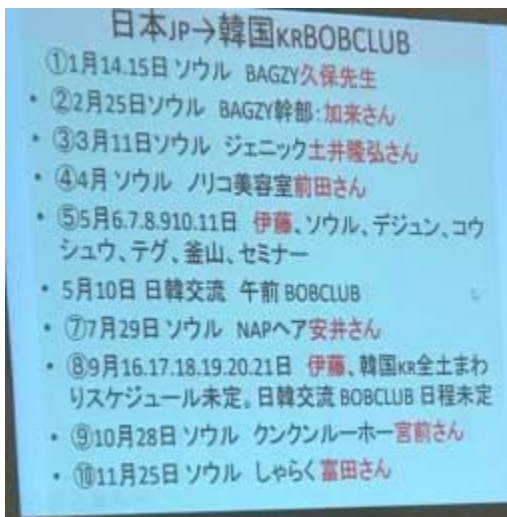 日本JP→韓国KRBOBCLUB
①1月14.15日ソウル BAGZY久保先生
• ②2月25日ソウル BAGZY幹部:加来さん
• ③3月11日ソウル ジェニック土井隆弘さん
• ④4月 ソウル ノリコ美容室前田さん
• ⑤5月6.7.8.910.11日 伊藤、ソウル、デジュン、コウ
シュウ、テグ、釜山、セミナー
• 5月10日 日韓交流 午前 BOBCLUB
• ⑦7月29日ソウル NAPヘア安井さん
• ⑧9月16.17.18.19.20.21日 伊藤、韓国KR全土まわ
りスケジュール未定。日韓交流 BOBCLUB 日程未定
• ⑨10月28日 ソウル クンクンルーホー宮前さん
• ⑩11月25日 ソウル しゃらく富田さん